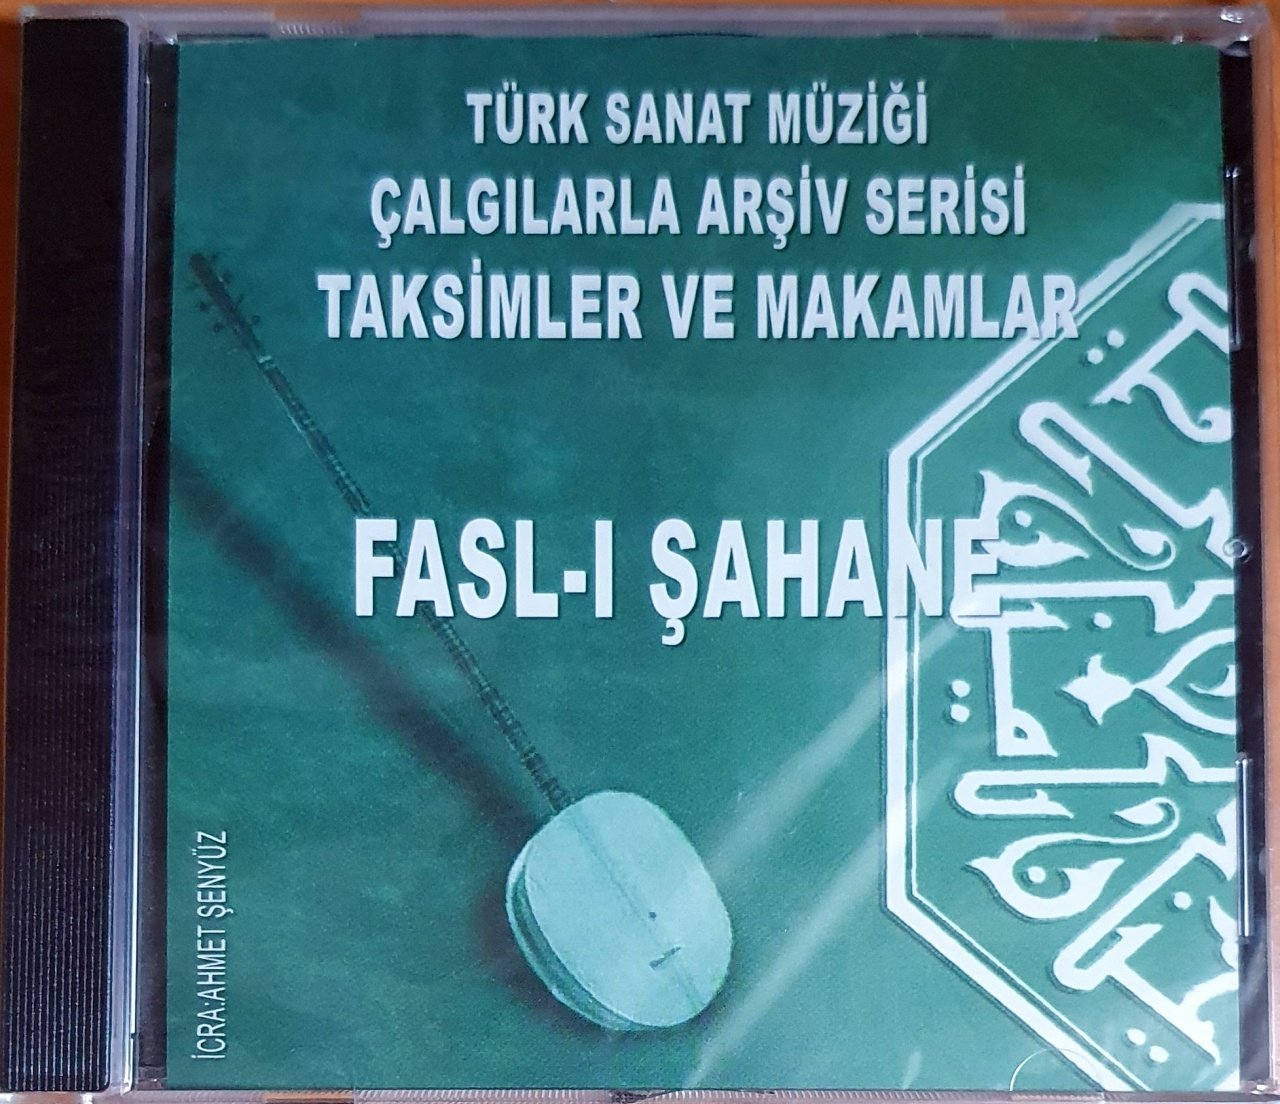 TÜRK SANAT MÜZİĞİ
ÇALGILARLA ARŞİV SERİSİ
TAKSİMLER VE MAKAMLAR
FASL-I ŞAHANE
İCRA:AHMET ŞENYÜZ